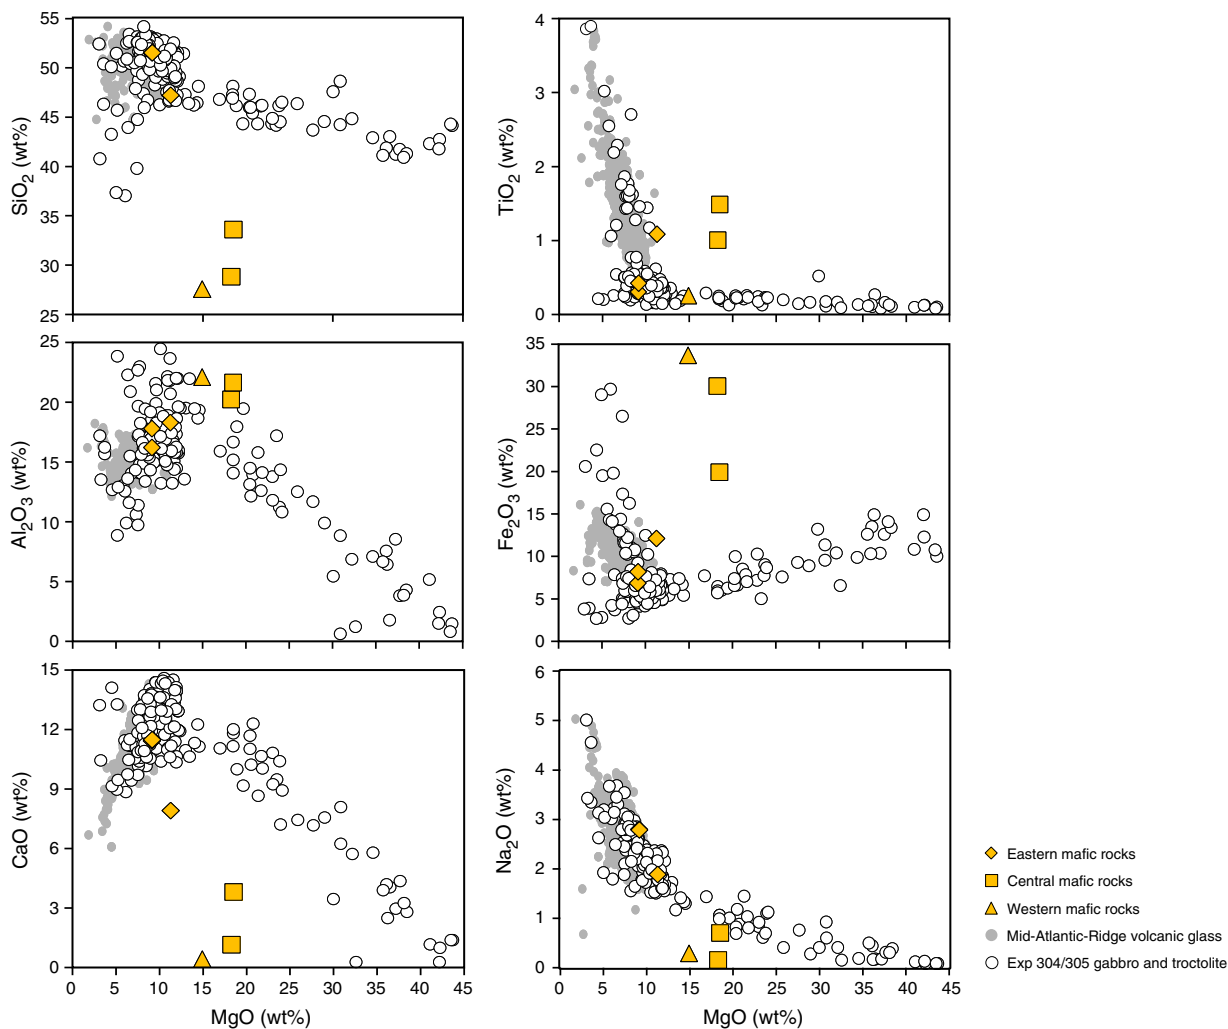 55
50
45
40
35
30
25
SiO2 (wt%)
4
3
2
1
0
TiO2 (wt%)
25
20
15
10
5
0
Al2O3 (wt%)
35
30
25
20
15
10
5
0
Fe2O3 (wt%)
15
12
9
6
3
0
CaO (wt%)
0 5 10 15 20 25 30 35 40 45
MgO (wt%)
6
5
4
3
2
1
0
Na2O (wt%)
0 5 10 15 20 25 30 35 40 45
MgO (wt%)
Eastern mafic rocks
Central mafic rocks
Western mafic rocks
Mid-Atlantic-Ridge volcanic glass
Exp 304/305 gabbro and troctolite